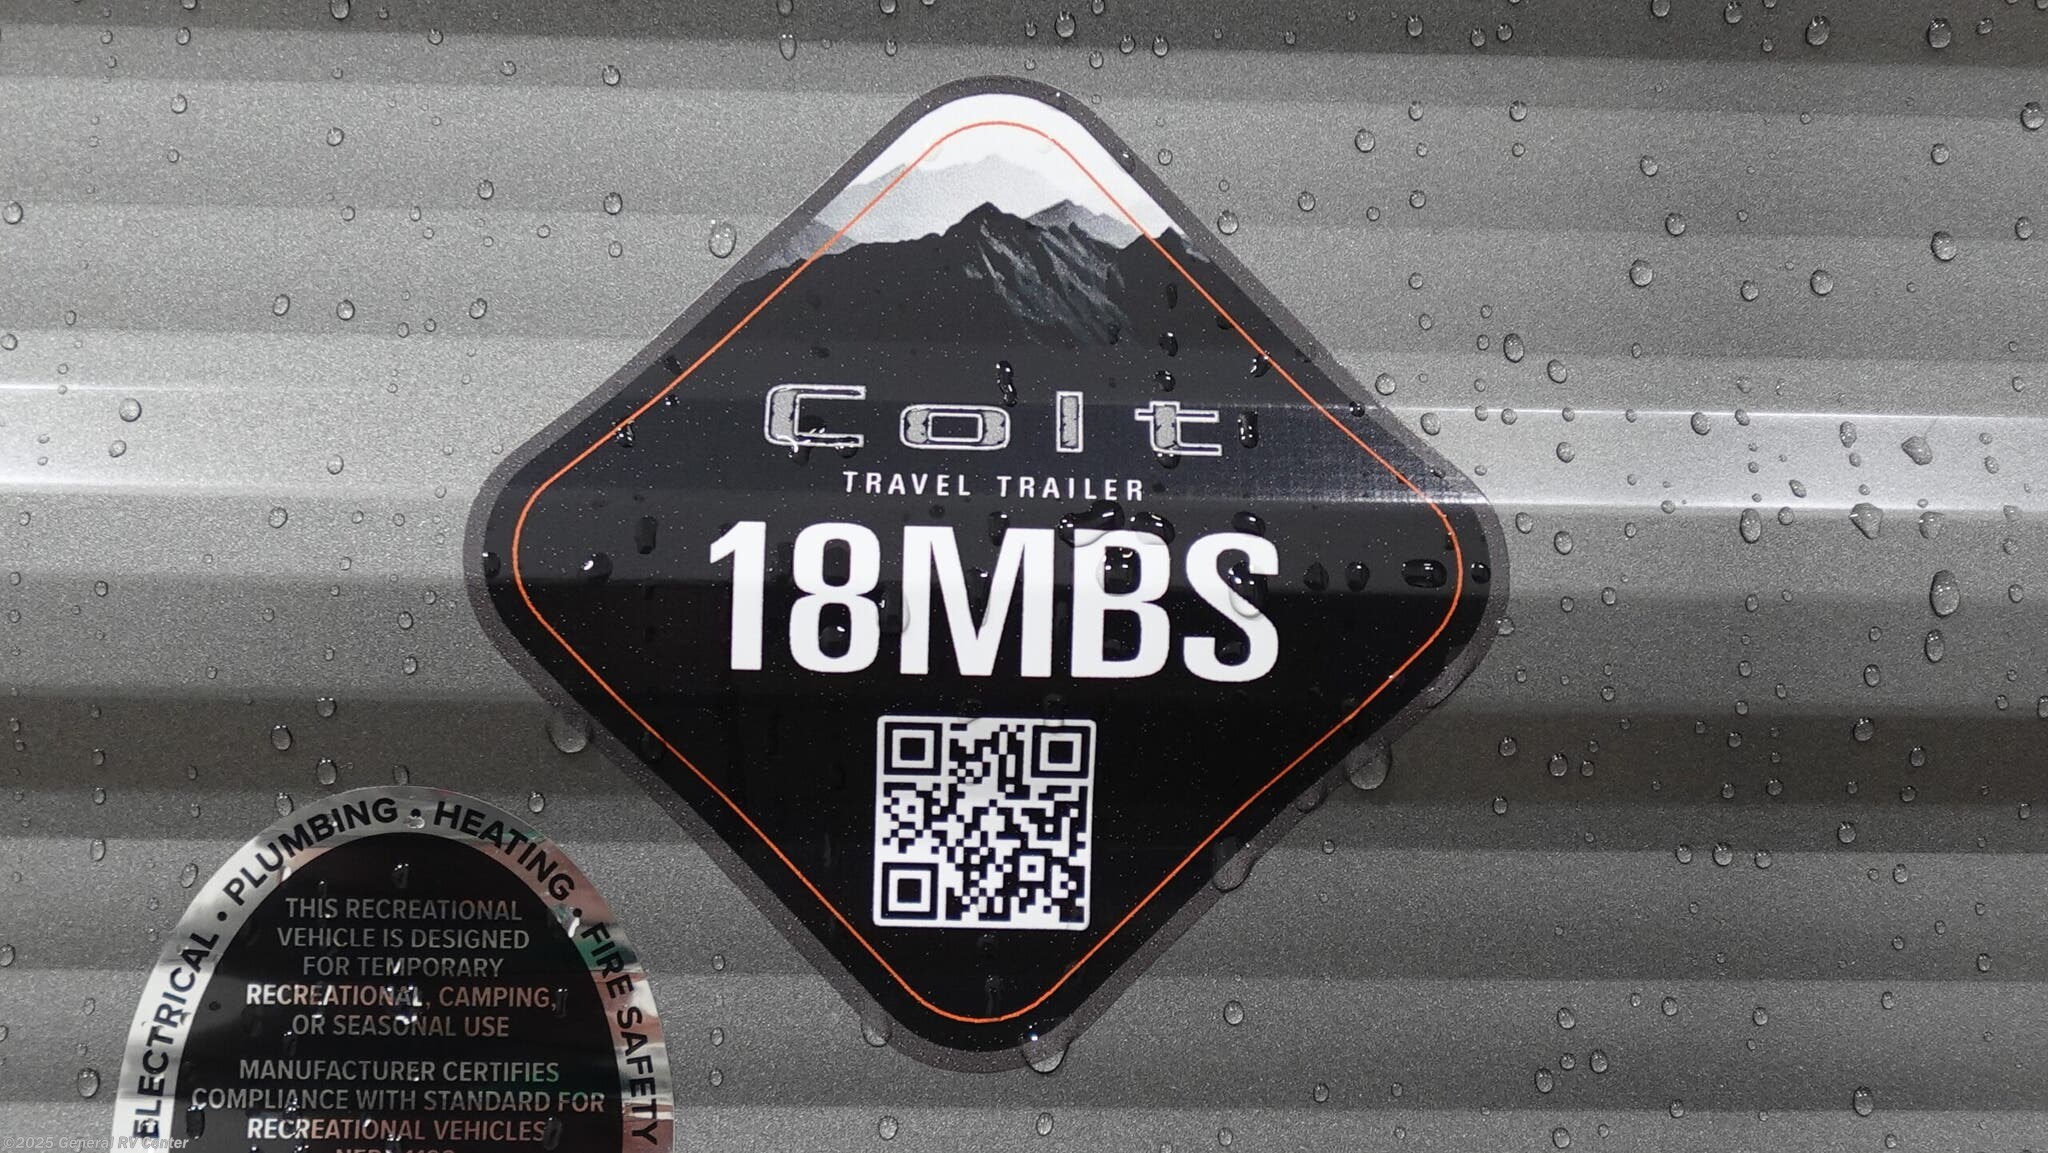 Colt
TRAVEL TRAILER
18MBS
ELECTRICAL • PLUMBING • HEATING • FIRE SAFETY
THIS RECREATIONAL
VEHICLE IS DESIGNED
FOR TEMPORARY
RECREATIONAL, CAMPING,
OR SEASONAL USE
MANUFACTURER CERTIFIES
COMPLIANCE WITH STANDARD FOR
RECREATIONAL VEHICLES
©2025 General RV Center